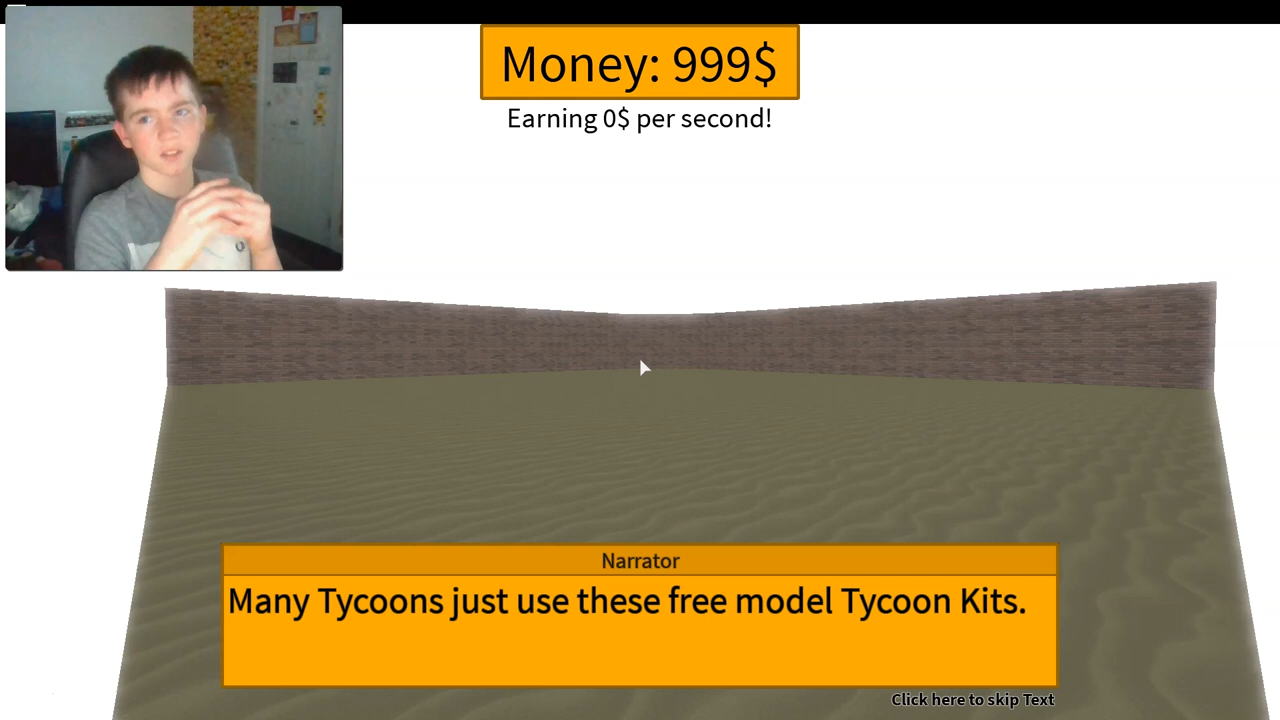 Money: 999$
Earning 0$ per second!
Narrator
Many Tycoons just use these free model Tycoon Kits.
Click here to skip Text